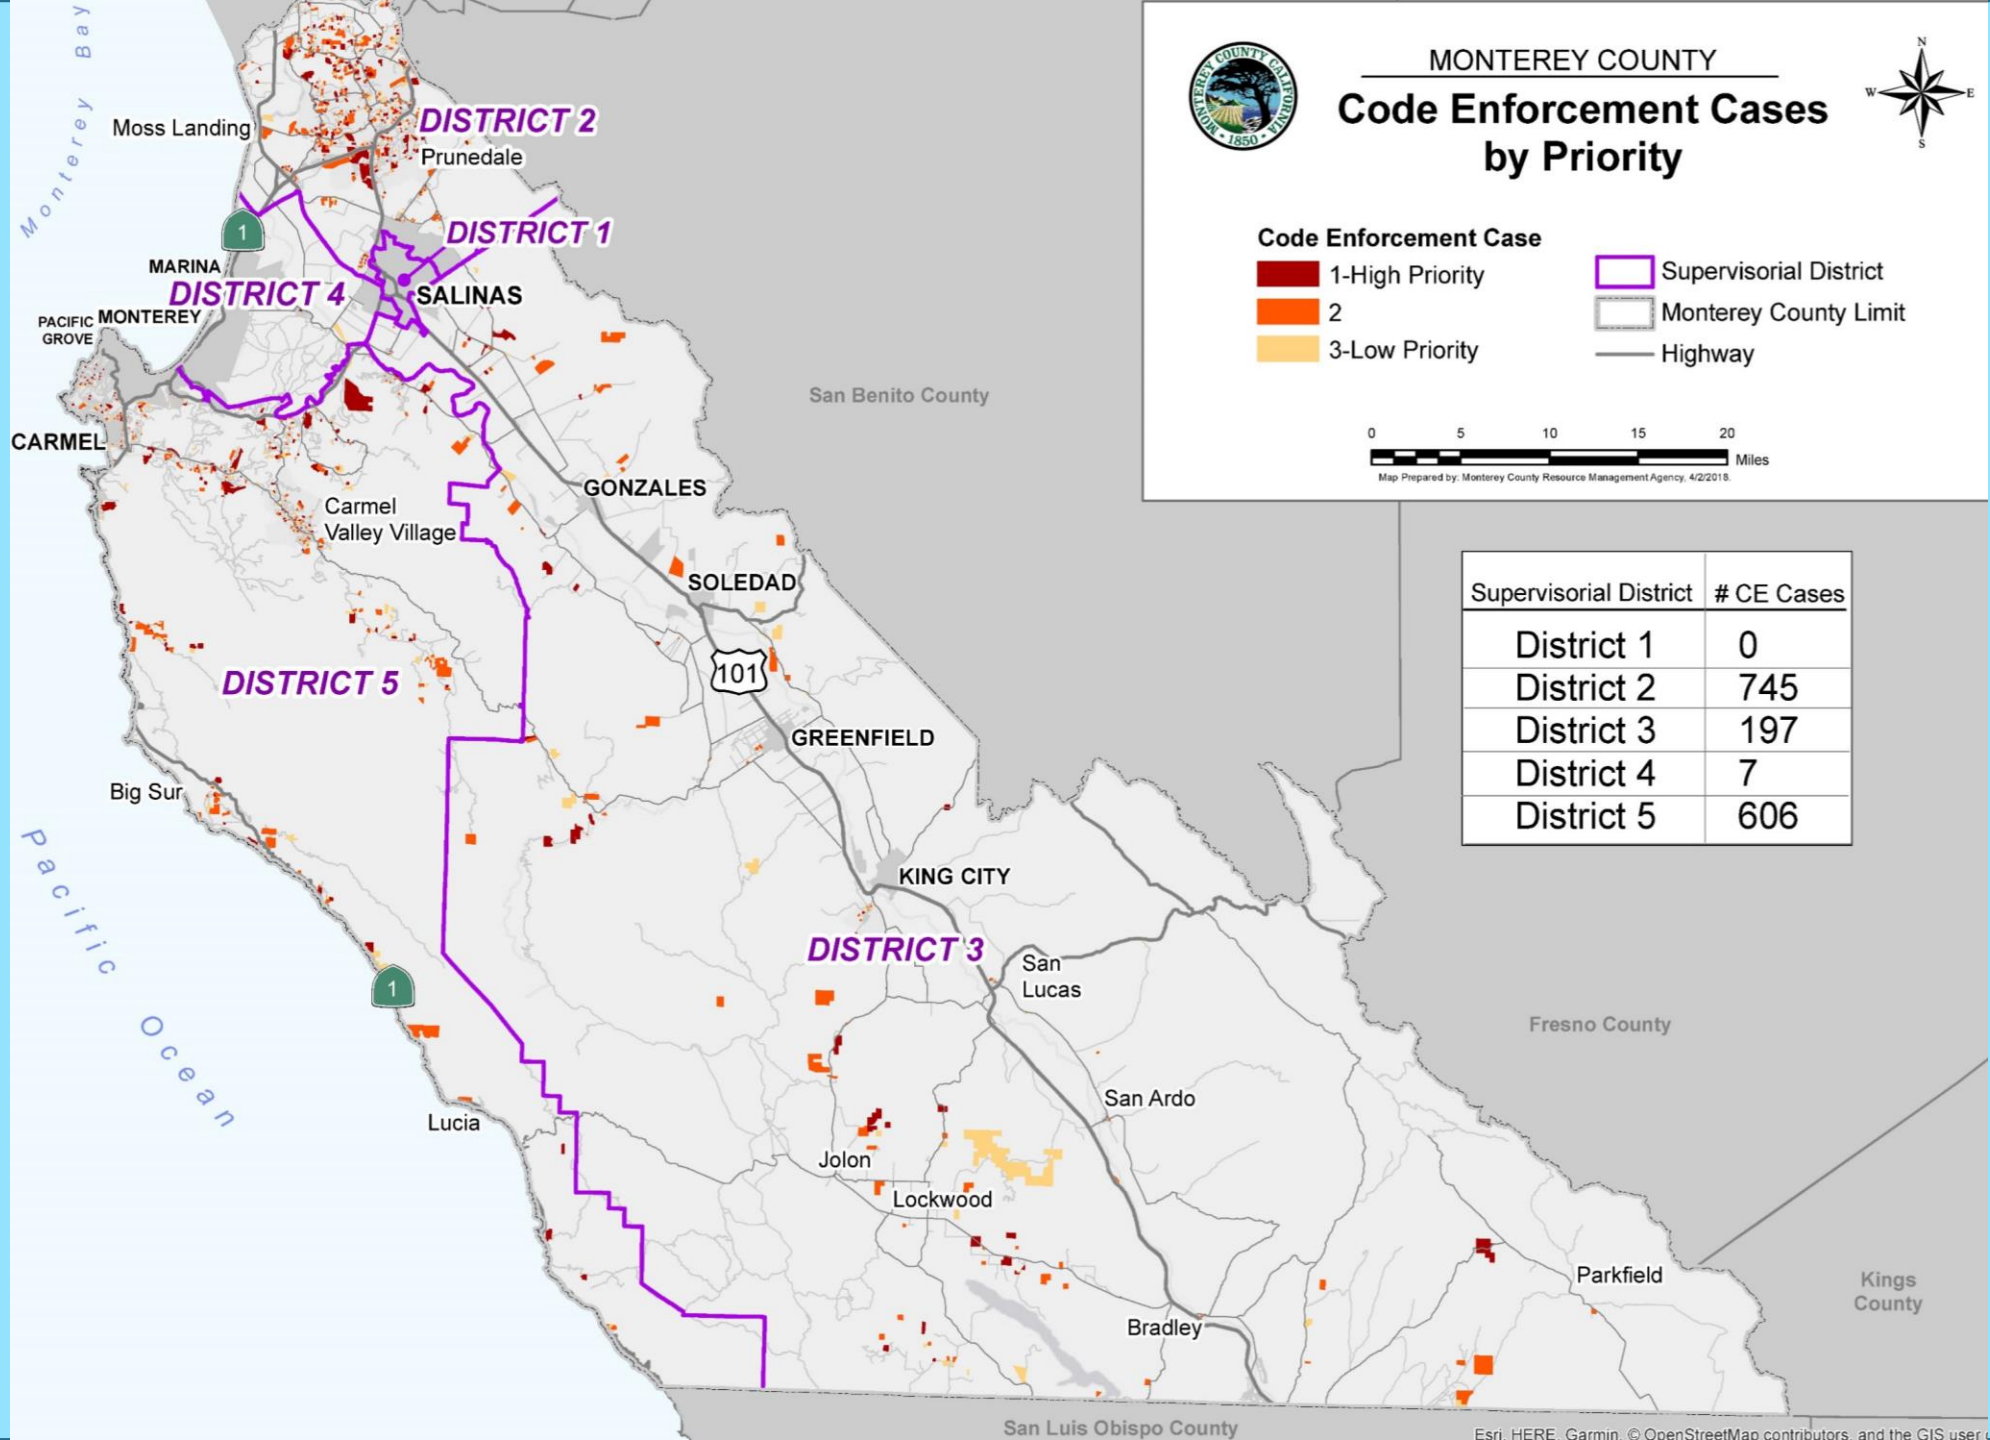 MONTEREY COUNTY
Code Enforcement Cases
by Priority
MONTEREY COUNTY CALIFORNIA
• 1850 •
N
W
E
S
Code Enforcement Case
1-High Priority
2
3-Low Priority
Supervisorial District
Monterey County Limit
Highway
0 5 10 15 20
Miles
Map Prepared by: Monterey County Resource Management Agency, 4/2/2018.
Supervisorial District # CE Cases
District 1 0
District 2 745
District 3 197
District 4 7
District 5 606
Monterey Bay
Moss Landing
DISTRICT 2
Prunedale
1
DISTRICT 1
MARINA
DISTRICT 4
SALINAS
PACIFIC
GROVE
MONTEREY
San Benito County
CARMEL
GONZALES
Carmel
Valley Village
SOLEDAD
101
DISTRICT 5
GREENFIELD
Big Sur
Pacific Ocean
KING CITY
DISTRICT 3
San
Lucas
1
Fresno County
San Ardo
Lucia
Jolon
Lockwood
Parkfield
Kings
County
Bradley
San Luis Obispo County
Esri, HERE, Garmin, © OpenStreetMap contributors, and the GIS user